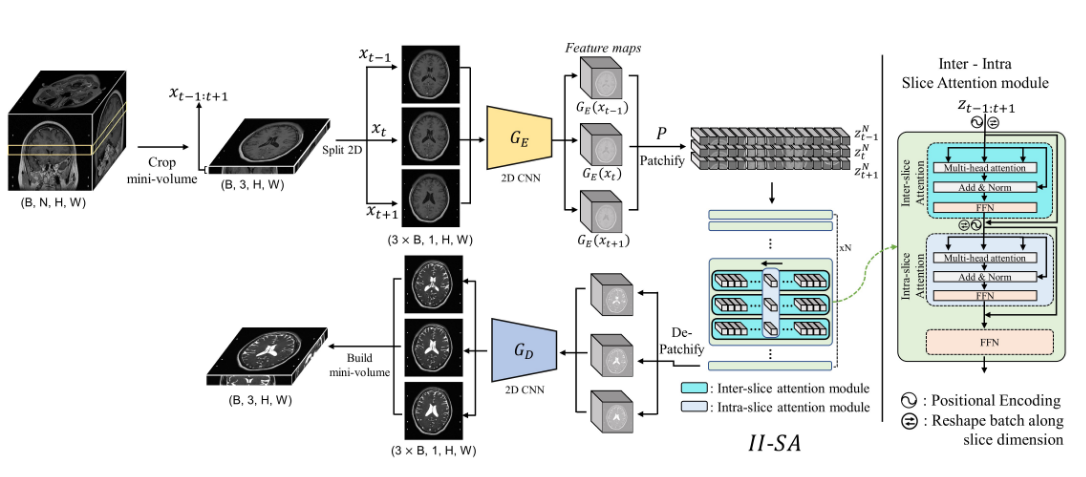 (B, N, H, W)
Crop
mini-volume
x_{t-1:t+1}
(B, 3, H, W)
Split 2D
x_{t-1}
x_t
x_{t+1}
(3 × B, 1, H, W)
G_E
2D CNN
Feature maps
G_E(x_{t-1})
G_E(x_t)
G_E(x_{t+1})
P
Patchify
z^N_{t-1}
z^N_t
z^N_{t+1}
xN
De-
Patchify
: Inter-slice attention module
: Intra-slice attention module
II-SA
G_D
2D CNN
(3 × B, 1, H, W)
Build
mini-volume
(B, 3, H, W)
Inter - Intra
Slice Attention module
z_{t-1:t+1}
Inter-slice
Attention
Multi-head attention
Add & Norm
FFN
Intra-slice
Attention
Multi-head attention
Add & Norm
FFN
FFN
: Positional Encoding
: Reshape batch along
slice dimension